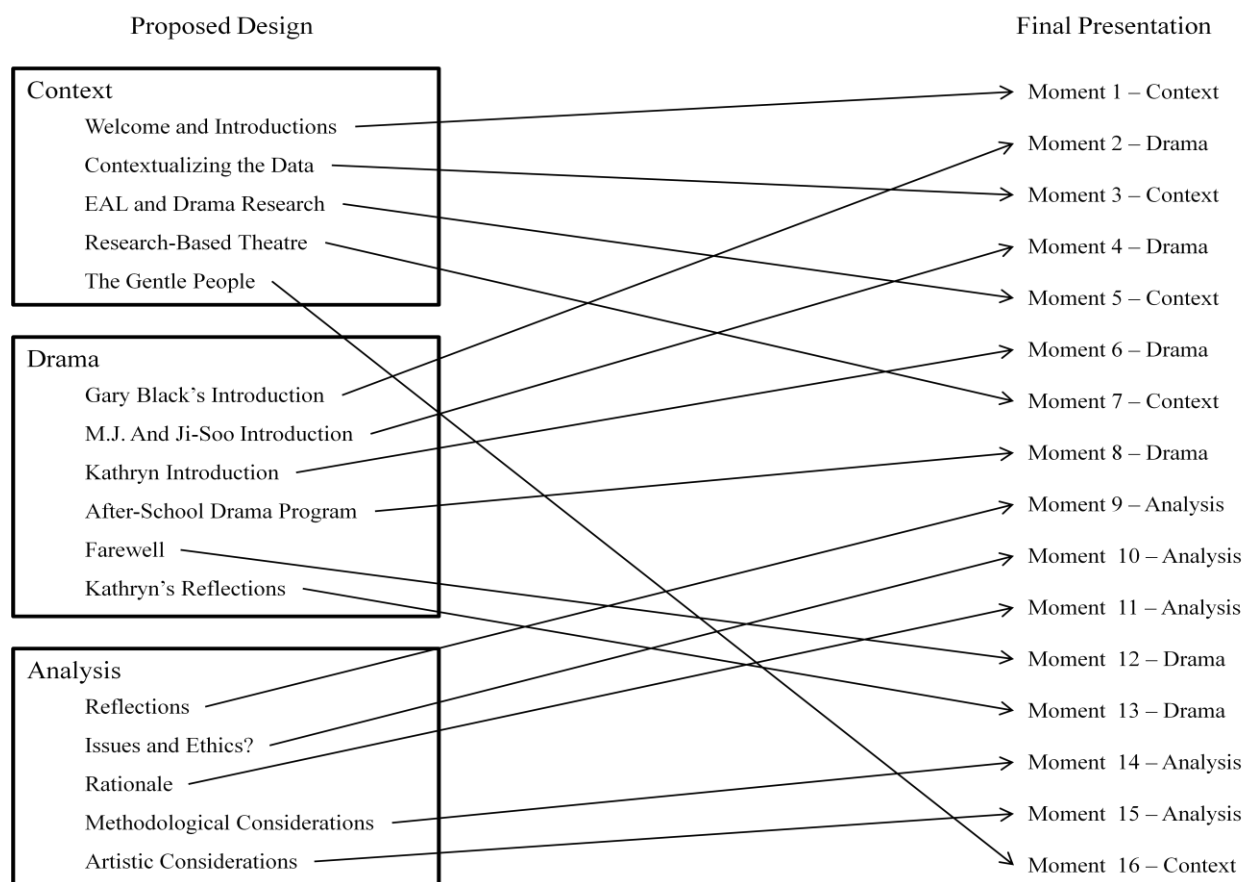 Proposed Design
Context
Welcome and Introductions
Contextualizing the Data
EAL and Drama Research
Research-Based Theatre
The Gentle People
Drama
Gary Black’s Introduction
M.J. And Ji-Soo Introduction
Kathryn Introduction
After-School Drama Program
Farewell
Kathryn’s Reflections
Analysis
Reflections
Issues and Ethics?
Rationale
Methodological Considerations
Artistic Considerations
Final Presentation
Moment 1 – Context
Moment 2 – Drama
Moment 3 – Context
Moment 4 – Drama
Moment 5 – Context
Moment 6 – Drama
Moment 7 – Context
Moment 8 – Drama
Moment 9 – Analysis
Moment 10 – Analysis
Moment 11 – Analysis
Moment 12 – Drama
Moment 13 – Drama
Moment 14 – Analysis
Moment 15 – Analysis
Moment 16 – Context